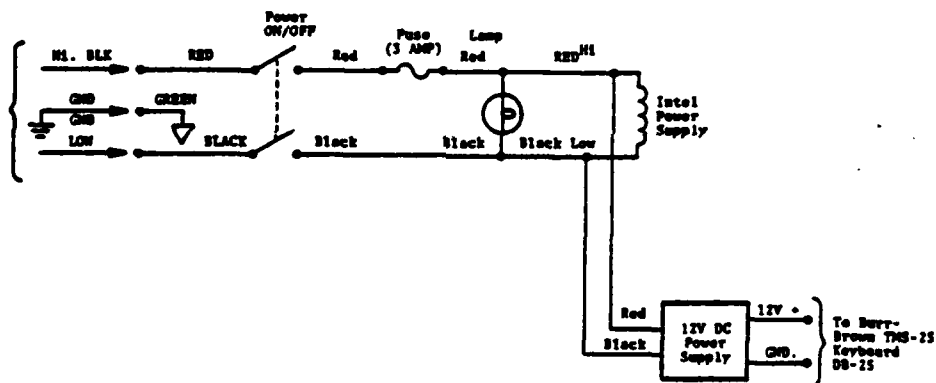 Power
ON/OFF
Fuse
(3 AMP)
Lamp
Hi. BLK
RED
Red
Red
RED Hi
GND
GND
GREEN
Intel
Power
Supply
LOW
BLACK
Black
Black
Black Low
Red
Black
12V DC
Power
Supply
12V +
GND.
To Burr-
Brown TMS-25
Keyboard
DB-25